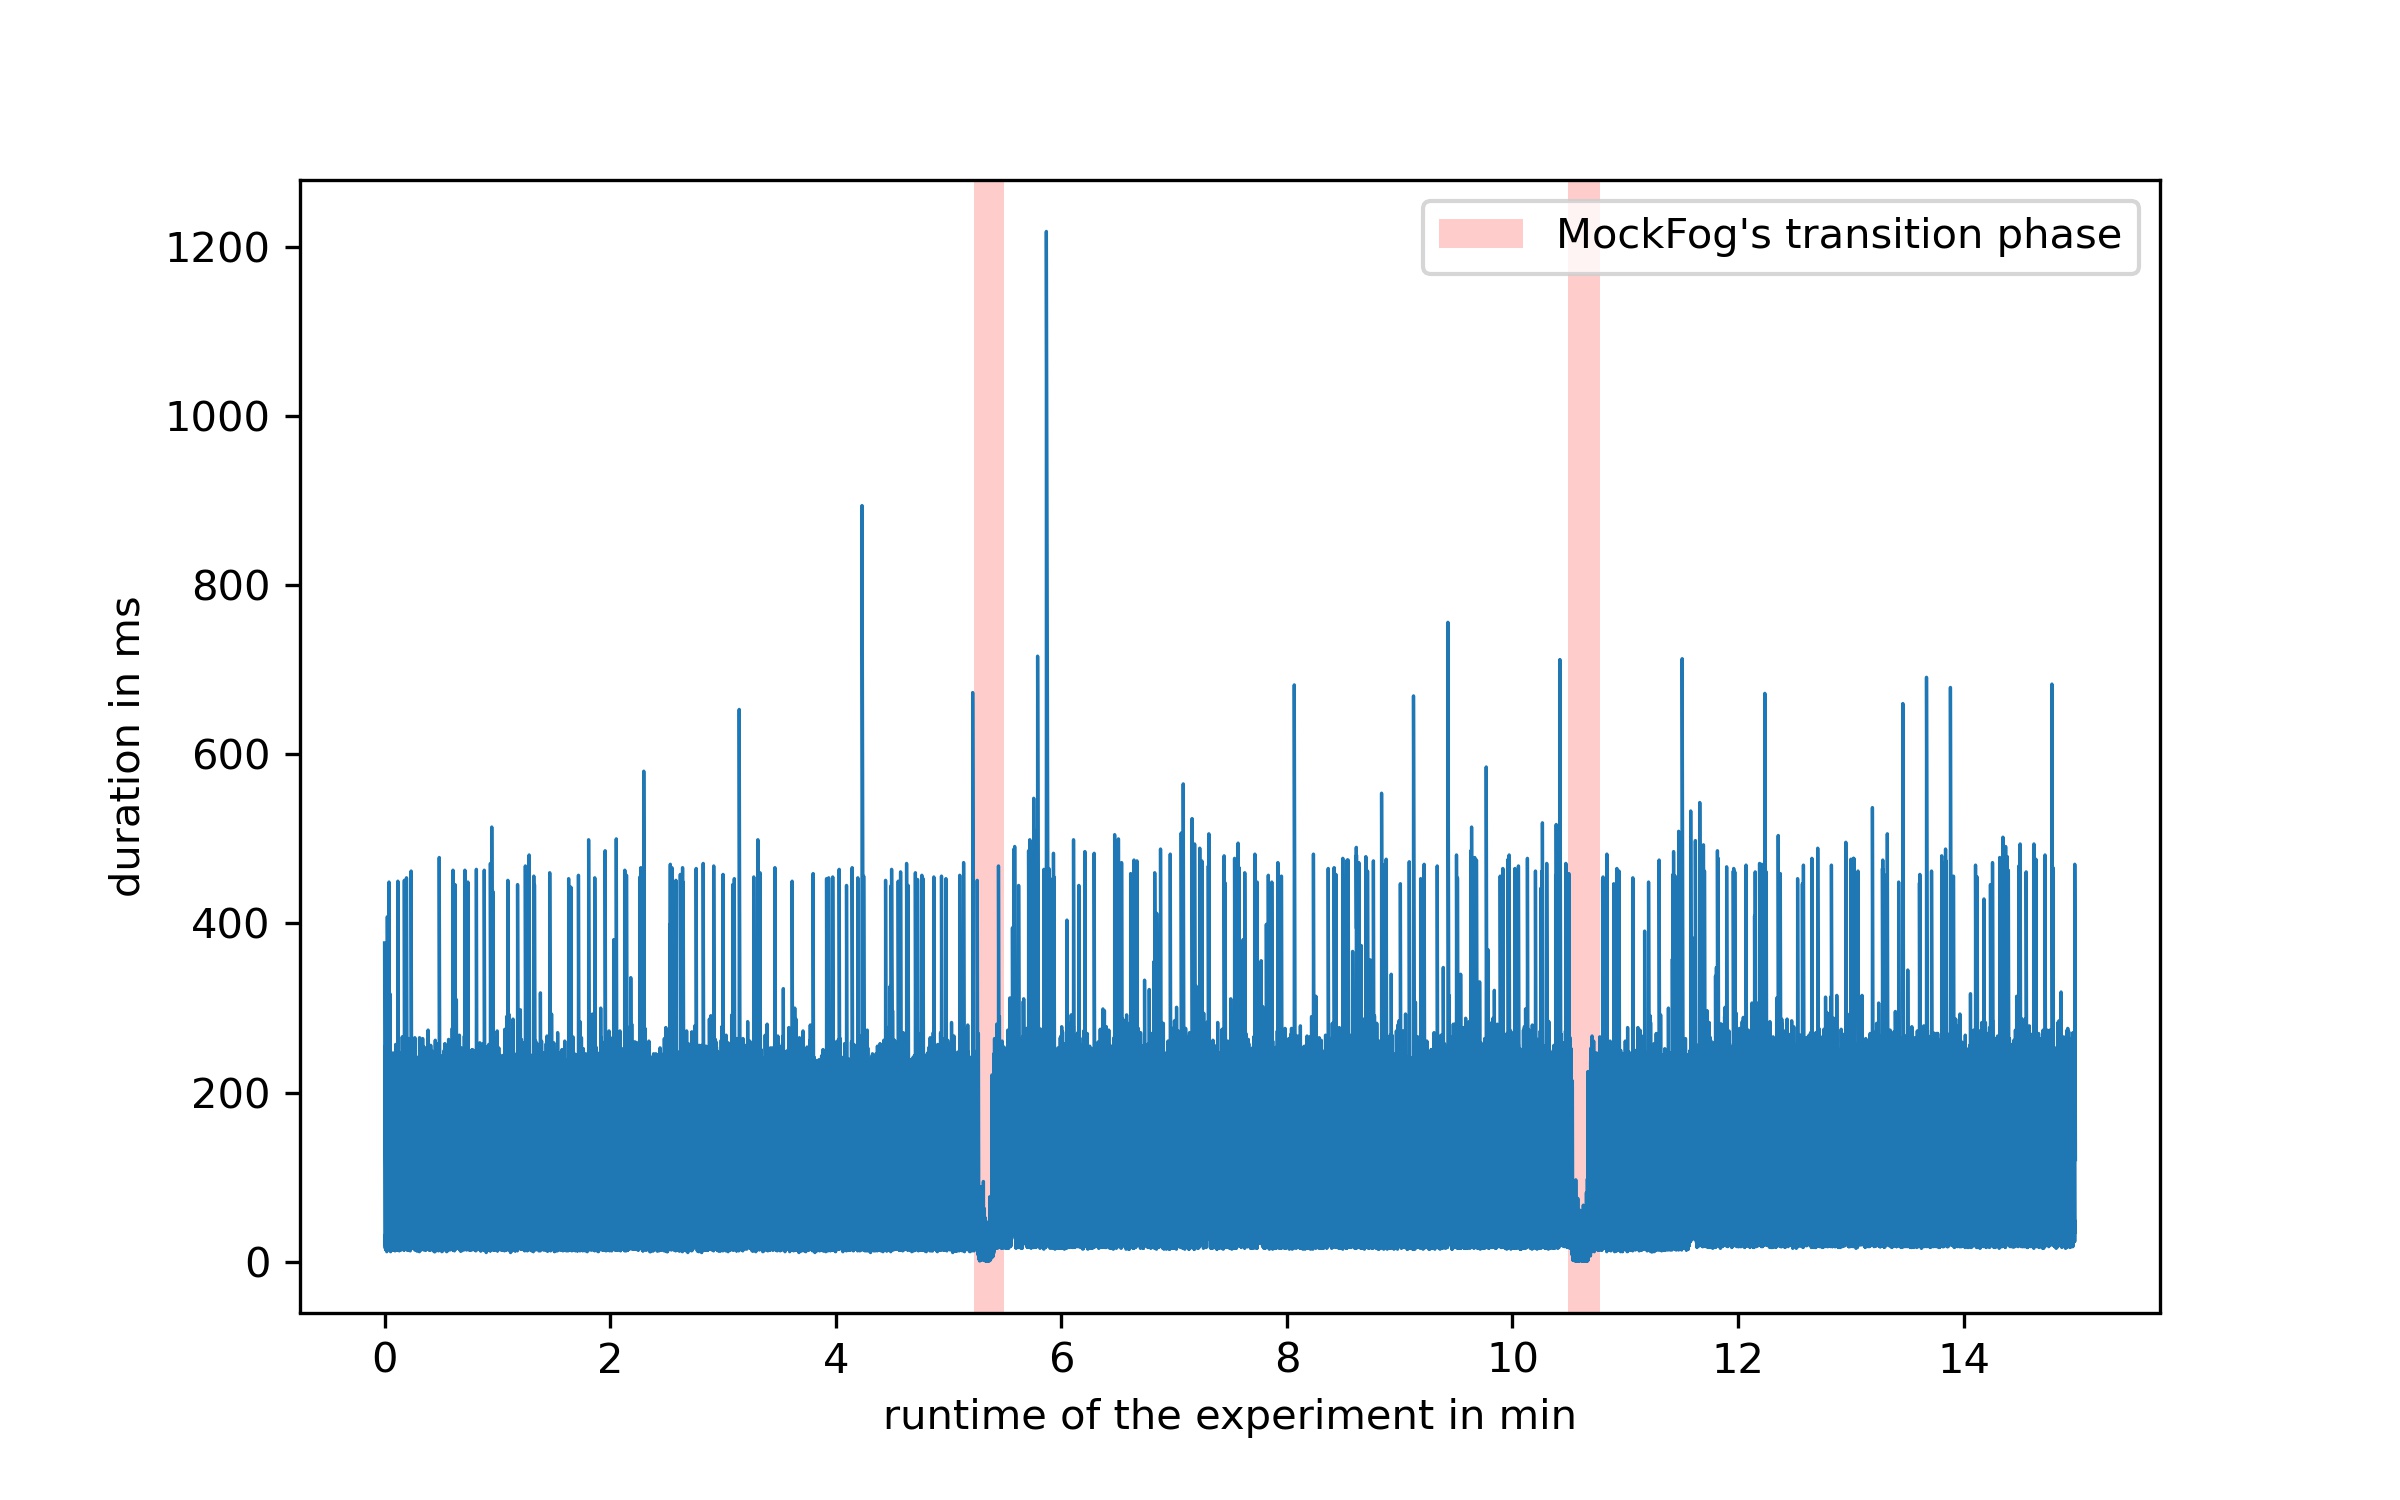 MockFog's transition phase
1200
1000
800
600
400
200
0
duration in ms
0 2 4 6 8 10 12 14
runtime of the experiment in min